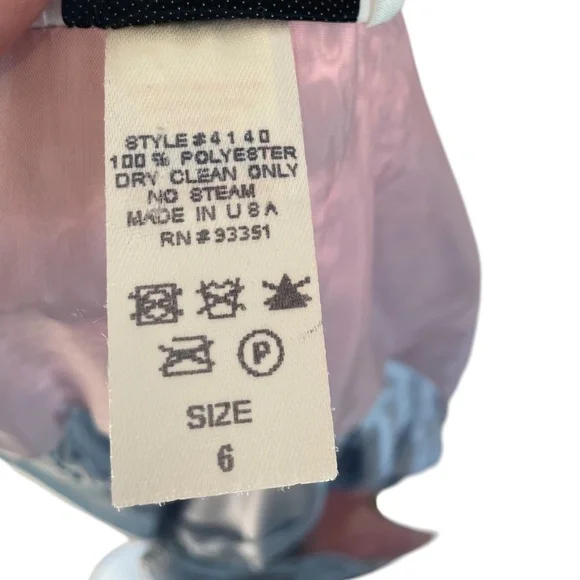 STYLE#4140
100% POLYESTER
DRY CLEAN ONLY
NO STEAM
MADE IN USA
RN#93351
P
SIZE
6